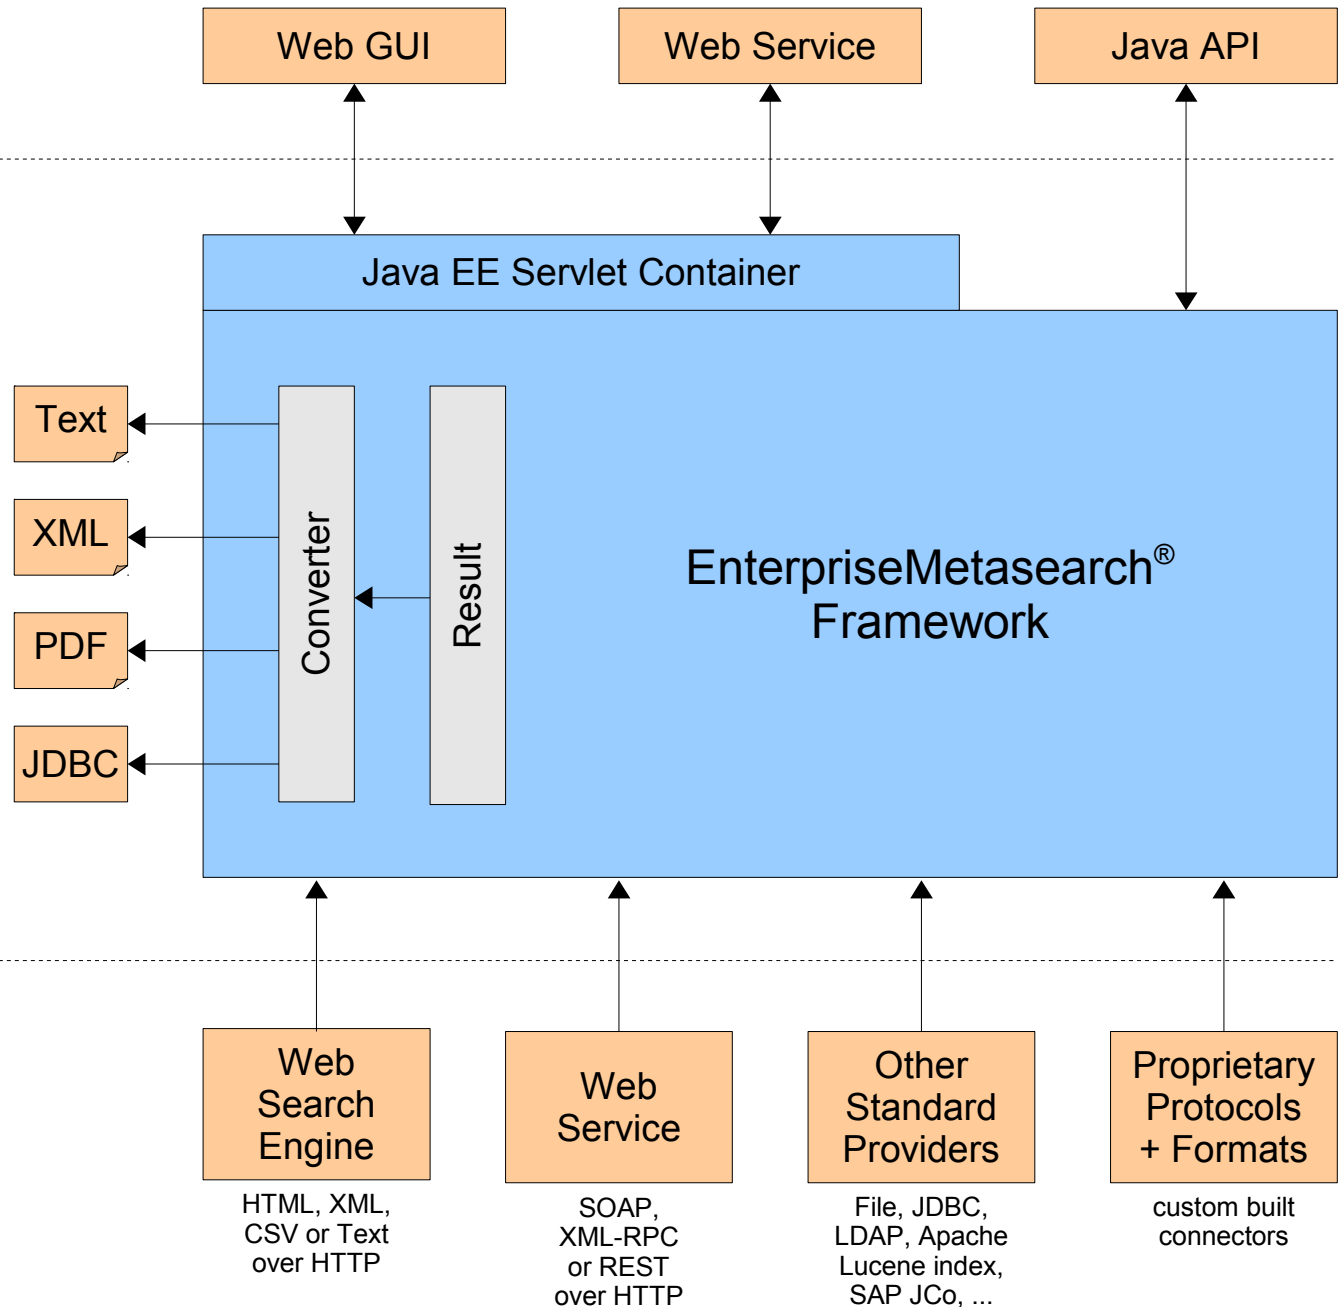 Web GUI
Web Service
Java API
Java EE Servlet Container
Text
XML
PDF
JDBC
Converter
Result
EnterpriseMetasearch®
Framework
Web
Search
Engine
HTML, XML,
CSV or Text
over HTTP
Web
Service
SOAP,
XML-RPC
or REST
over HTTP
Other
Standard
Providers
File, JDBC,
LDAP, Apache
Lucene index,
SAP JCo, ...
Proprietary
Protocols
+ Formats
custom built
connectors